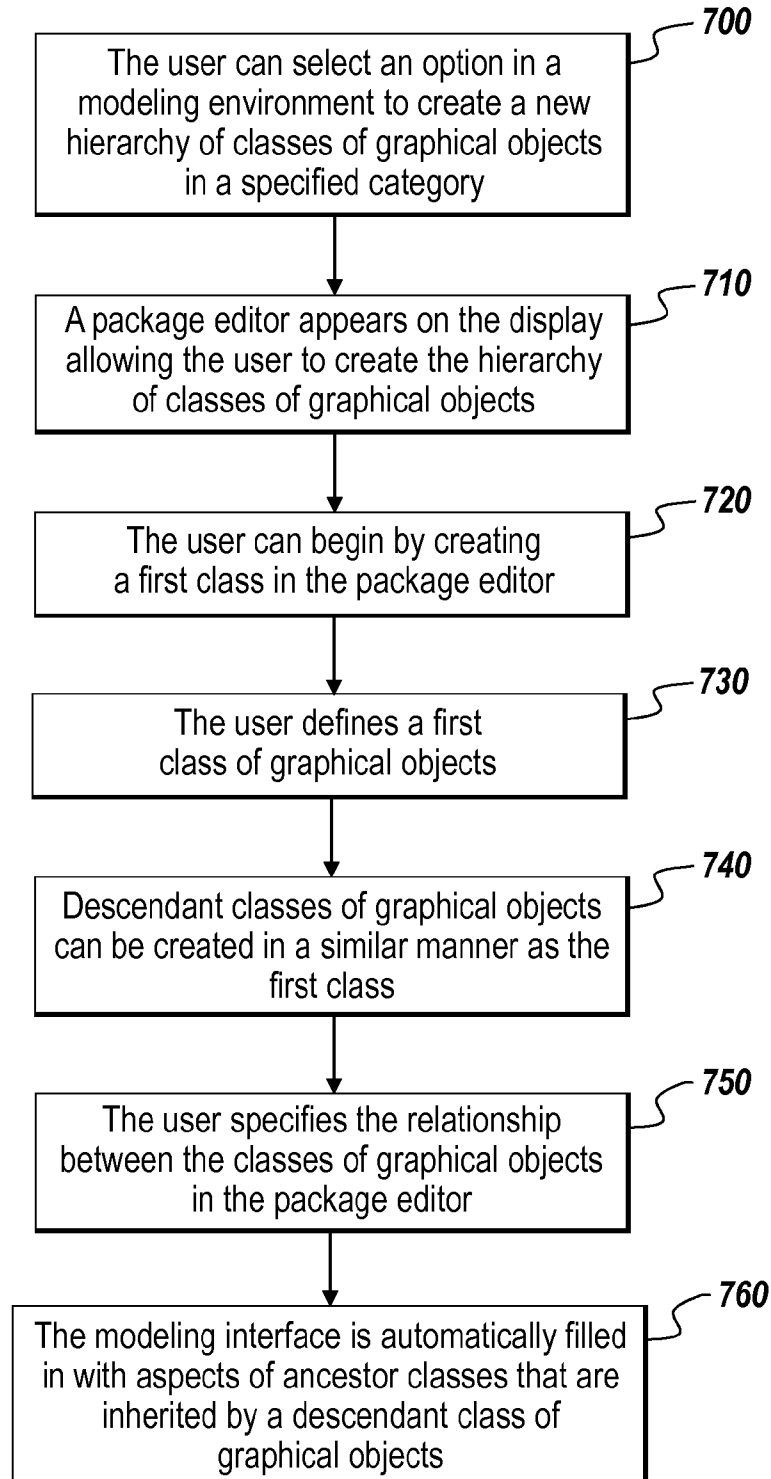 700
The user can select an option in a
modeling environment to create a new
hierarchy of classes of graphical objects
in a specified category
710
A package editor appears on the display
allowing the user to create the hierarchy
of classes of graphical objects
720
The user can begin by creating
a first class in the package editor
730
The user defines a first
class of graphical objects
740
Descendant classes of graphical objects
can be created in a similar manner as the
first class
750
The user specifies the relationship
between the classes of graphical objects
in the package editor
760
The modeling interface is automatically filled
in with aspects of ancestor classes that are
inherited by a descendant class of
graphical objects